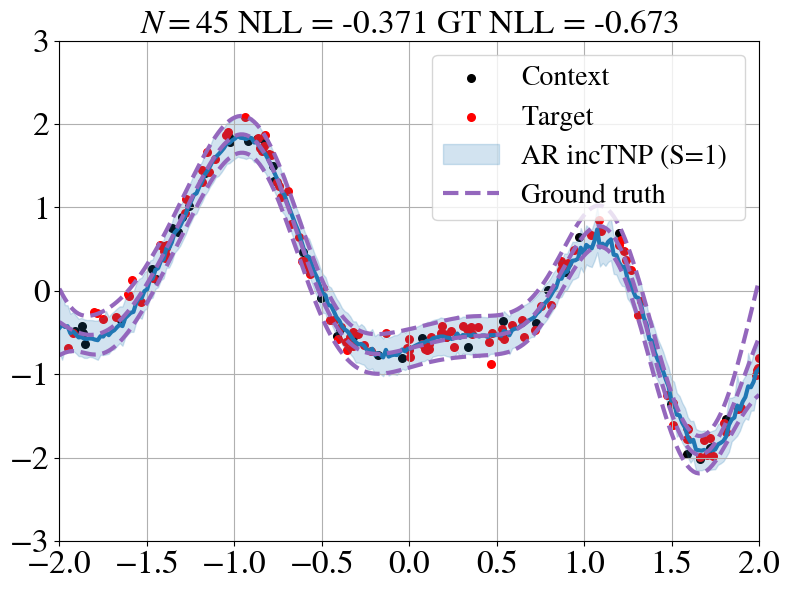 N = 45 NLL = -0.371 GT NLL = -0.673
3
2
1
0
−1
−2
−3
Context
Target
AR incTNP (S=1)
Ground truth
−2.0 −1.5 −1.0 −0.5 0.0 0.5 1.0 1.5 2.0